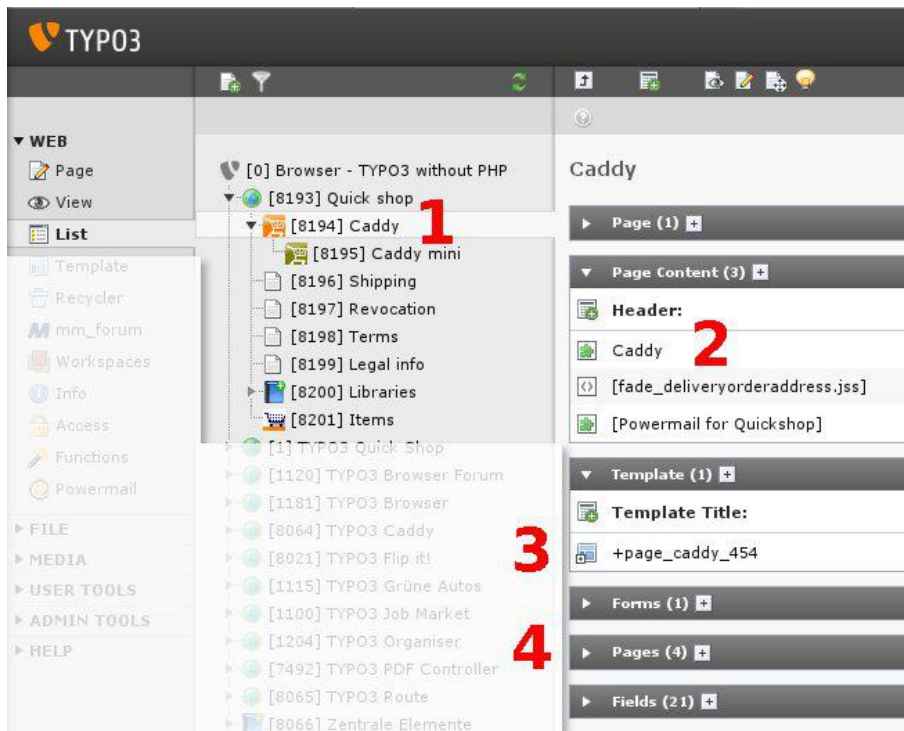 TYPO3
WEB
Page
View
List
Template
Recycler
mm_forum
Workspaces
Info
Access
Functions
Powermail
FILE
MEDIA
USER TOOLS
ADMIN TOOLS
HELP
[0] Browser - TYPO3 without PHP
[8193] Quick shop
[8194] Caddy
1
[8195] Caddy mini
[8196] Shipping
[8197] Revocation
[8198] Terms
[8199] Legal info
[8200] Libraries
[8201] Items
[1] TYPO3 Quick Shop
[1120] TYPO3 Browser Forum
[1181] TYPO3 Browser
[8064] TYPO3 Caddy
[8021] TYPO3 Flip it!
[1115] TYPO3 Grüne Autos
[1100] TYPO3 Job Market
[1204] TYPO3 Organiser
[7492] TYPO3 PDF Controller
[8065] TYPO3 Route
[8066] Zentrale Elemente
Caddy
Page (1)
Page Content (3)
Header:
Caddy
2
[fade_deliveryorderaddress.jss]
[Powermail for Quickshop]
Template (1)
Template Title:
3
+page_caddy_454
Forms (1)
4
Pages (4)
Fields (21)